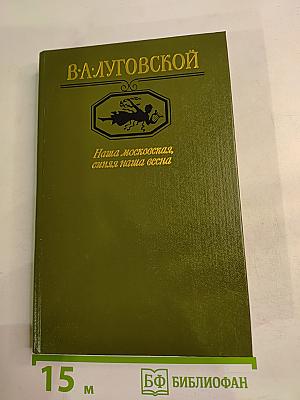 В·А·ЛУГОВСКОЙ
Наша московская,
синяя наша весна
15 м
БФ БИБЛИОФАН